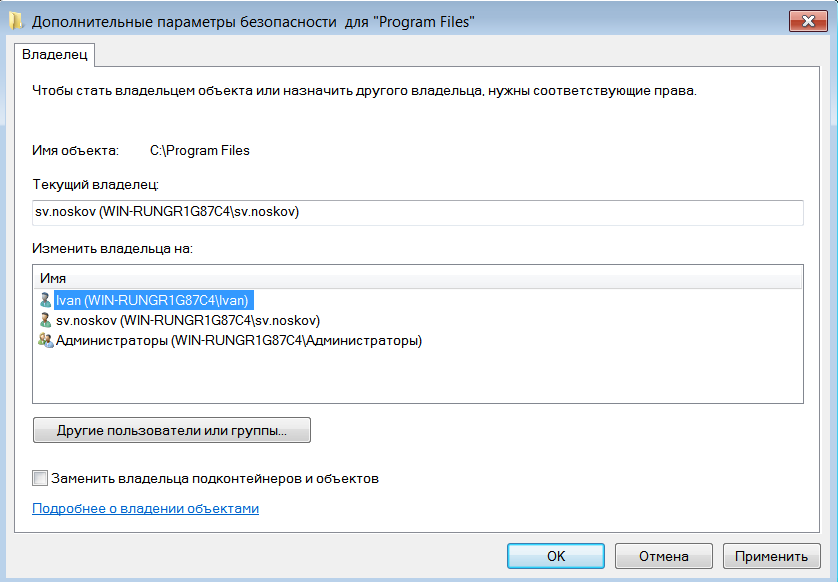 Дополнительные параметры безопасности для "Program Files"
Владелец
Чтобы стать владельцем объекта или назначить другого владельца, нужны соответствующие права.
Имя объекта: C:\Program Files
Текущий владелец:
sv.noskov (WIN-RUNGR1G87C4\sv.noskov)
Изменить владельца на:
Имя
Ivan (WIN-RUNGR1G87C4\Ivan)
sv.noskov (WIN-RUNGR1G87C4\sv.noskov)
Администраторы (WIN-RUNGR1G87C4\Администраторы)
Другие пользователи или группы...
Заменить владельца подконтейнеров и объектов
Подробнее о владении объектами
ОК Отмена Применить